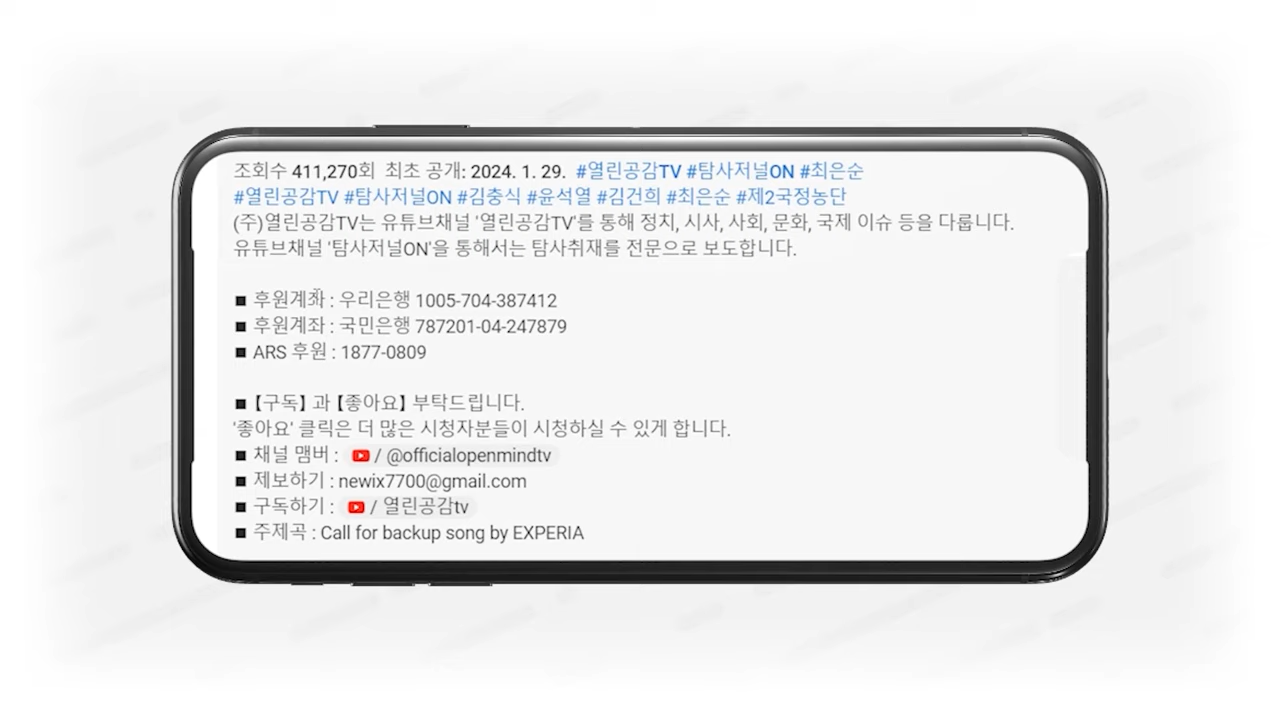 조회수 411,270회 최초 공개: 2024. 1. 29. #열린공감TV #탐사저널ON #최은순
#열린공감TV #탐사저널ON #김충식 #윤석열 #김건희 #최은순 #제2국정농단
(주)열린공감TV는 유튜브채널 '열린공감TV'를 통해 정치, 시사, 사회, 문화, 국제 이슈 등을 다룹니다.
유튜브채널 '탐사저널ON'을 통해서는 탐사취재를 전문으로 보도합니다.
■ 후원계좌 : 우리은행 1005-704-387412
■ 후원계좌 : 국민은행 787201-04-247879
■ ARS 후원 : 1877-0809
■ 【구독】 과 【좋아요】 부탁드립니다.
'좋아요' 클릭은 더 많은 시청자분들이 시청하실 수 있게 합니다.
■ 채널 맴버 : / @officialopenmindtv
■ 제보하기 : newix7700@gmail.com
■ 구독하기 : / 열린공감tv
■ 주제곡 : Call for backup song by EXPERIA